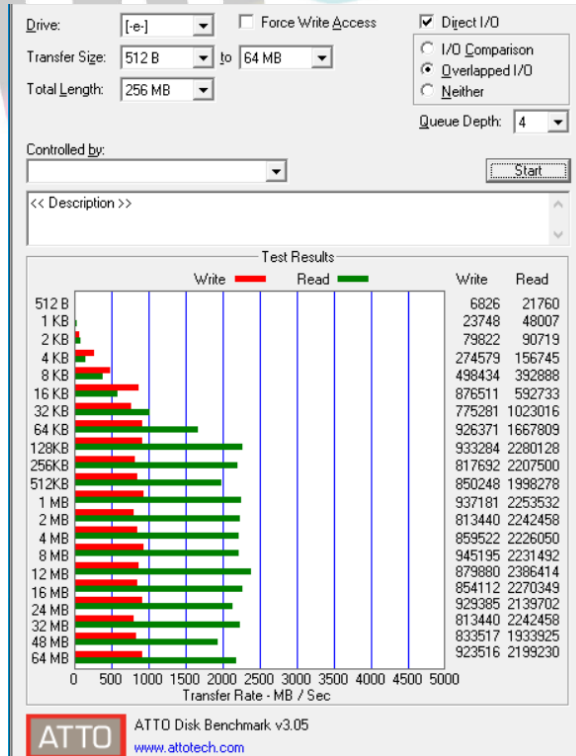 Drive: [-e-] Force Write Access Direct I/O
Transfer Size: 512 B to 64 MB I/O Comparison
Overlapped I/O
Total Length: 256 MB Neither
Queue Depth: 4
Controlled by:
Start
<< Description >>
Test Results
Write Read Write Read
512 B 6826 21760
1 KB 23748 48007
2 KB 79822 90719
4 KB 274579 156745
8 KB 498434 392888
16 KB 876511 592733
32 KB 775281 1023016
64 KB 926371 1667809
128KB 933284 2280128
256KB 817692 2207500
512KB 850248 1998278
1 MB 937181 2253532
2 MB 813440 2242458
4 MB 859522 2226050
8 MB 945195 2231492
12 MB 879880 2386414
16 MB 854112 2270349
24 MB 929385 2139702
32 MB 813440 2242458
48 MB 833517 1933925
64 MB 923516 2199230
0 500 1000 1500 2000 2500 3000 3500 4000 4500 5000
Transfer Rate - MB / Sec
ATTO ATTO Disk Benchmark v3.05
www.attotech.com